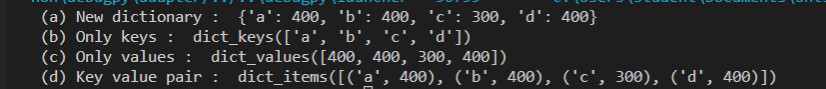 (a) New dictionary :  {'a': 400, 'b': 400, 'c': 300, 'd': 400}
(b) Only keys :  dict_keys(['a', 'b', 'c', 'd'])
(c) Only values :  dict_values([400, 400, 300, 400])
(d) Key value pair :  dict_items([('a', 400), ('b', 400), ('c', 300), ('d', 400)])